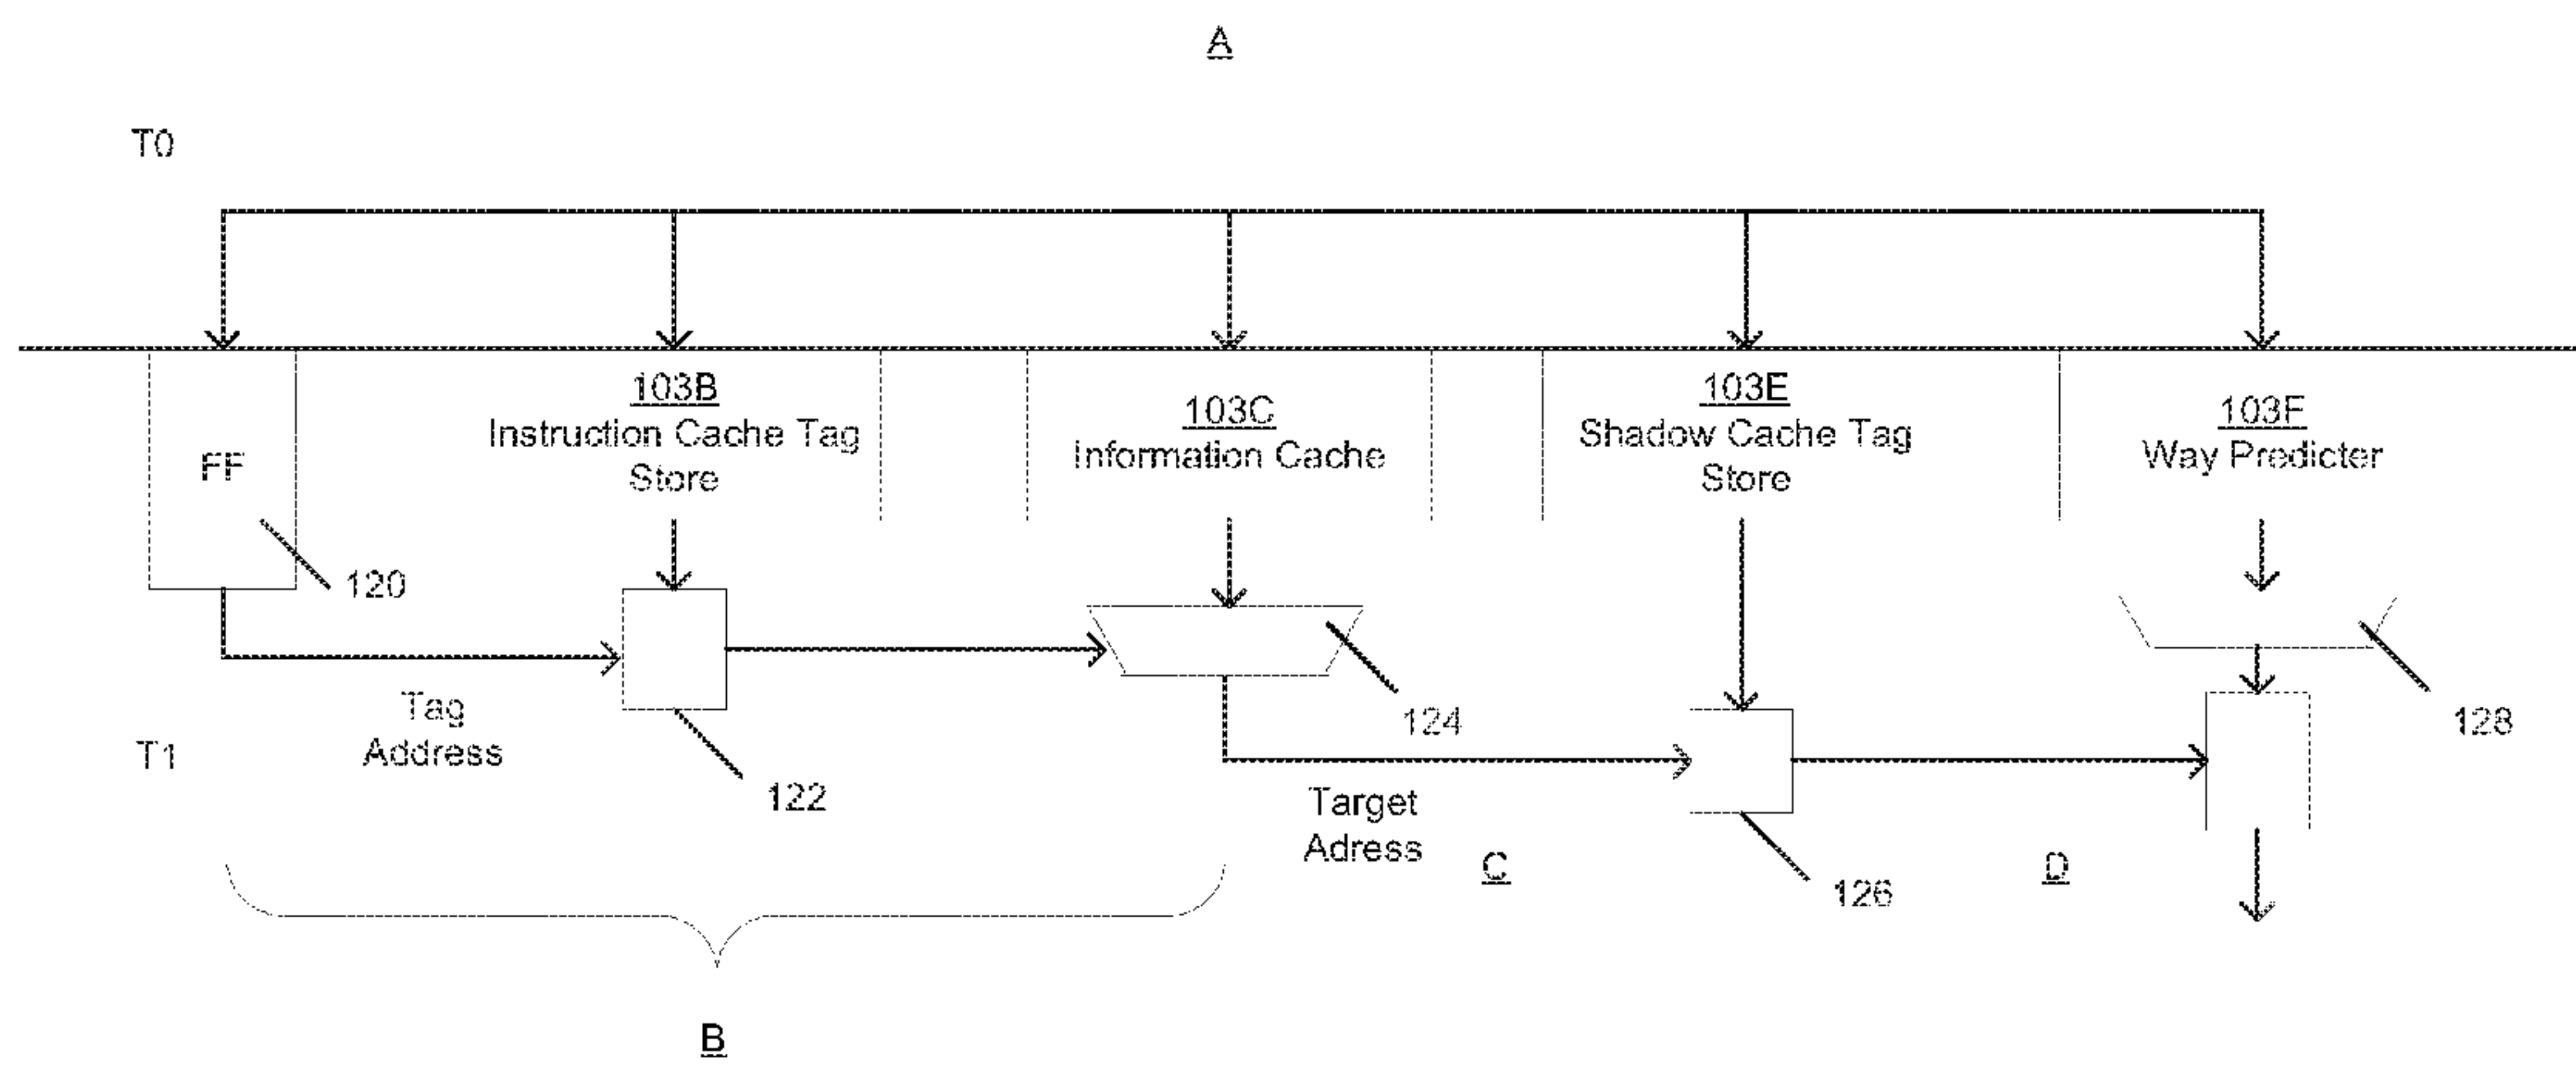 A
T0
103B
Instruction Cache Tag
Store
103C
Information Cache
103E
Shadow Cache Tag
Store
103F
Way Predicter
FF
120
Tag
Address
T1
122
124
Target
Adress
C
126
D
128
B